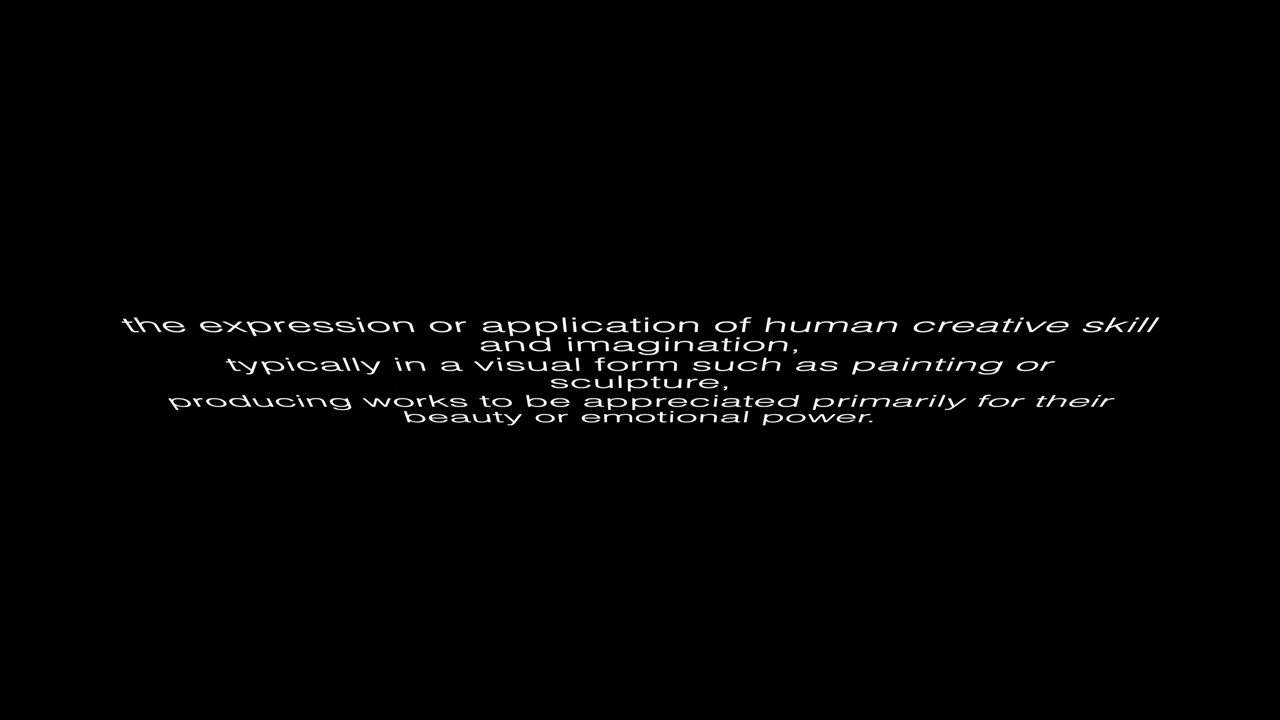 the expression or application of human creative skill
and imagination,
typically in a visual form such as painting or
sculpture,
producing works to be appreciated primarily for their
beauty or emotional power.